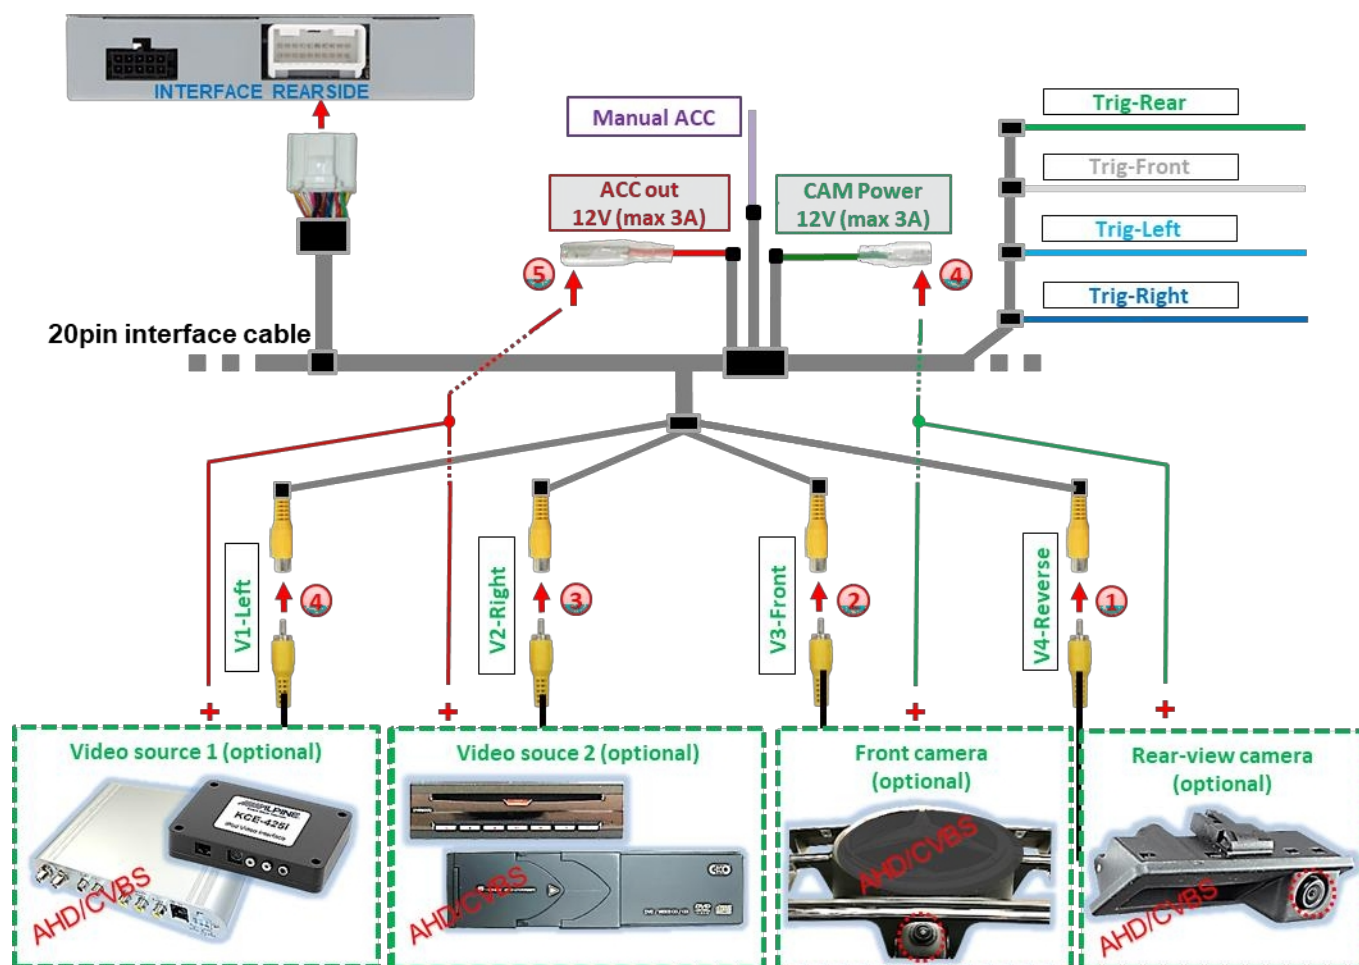 INTERFACE REARSIDE
Manual ACC
ACC out
12V (max 3A)
CAM Power
12V (max 3A)
Trig-Rear
Trig-Front
Trig-Left
Trig-Right
5
4
20pin interface cable
V1-Left
4
V2-Right
3
V3-Front
2
V4-Reverse
1
+
+
+
+
Video source 1 (optional)
ALPINE
KCE-425i
iPod Video Interface
AHD/CVBS
Video souce 2 (optional)
AHD/CVBS
Front camera
(optional)
AHD/CVBS
Rear-view camera
(optional)
AHD/CVBS